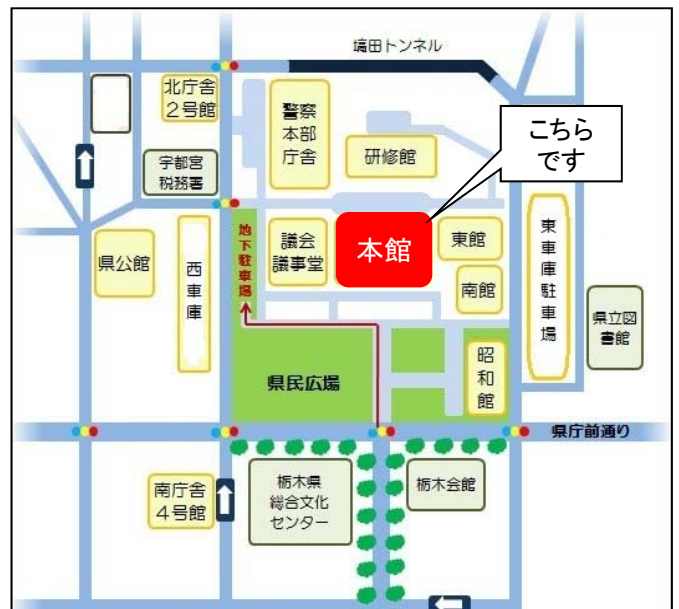 塙田トンネル
北庁舎
２号館
警察
本部
庁舎
研修館
こちら
です
宇都宮
税務署
地下駐車場
議会
議事堂
本館
東館
南館
東車庫駐車場
県公館
西車庫
県立図
書館
昭和館
県民広場
県庁前通り
南庁舎
４号館
栃木県
総合文化
センター
栃木会館